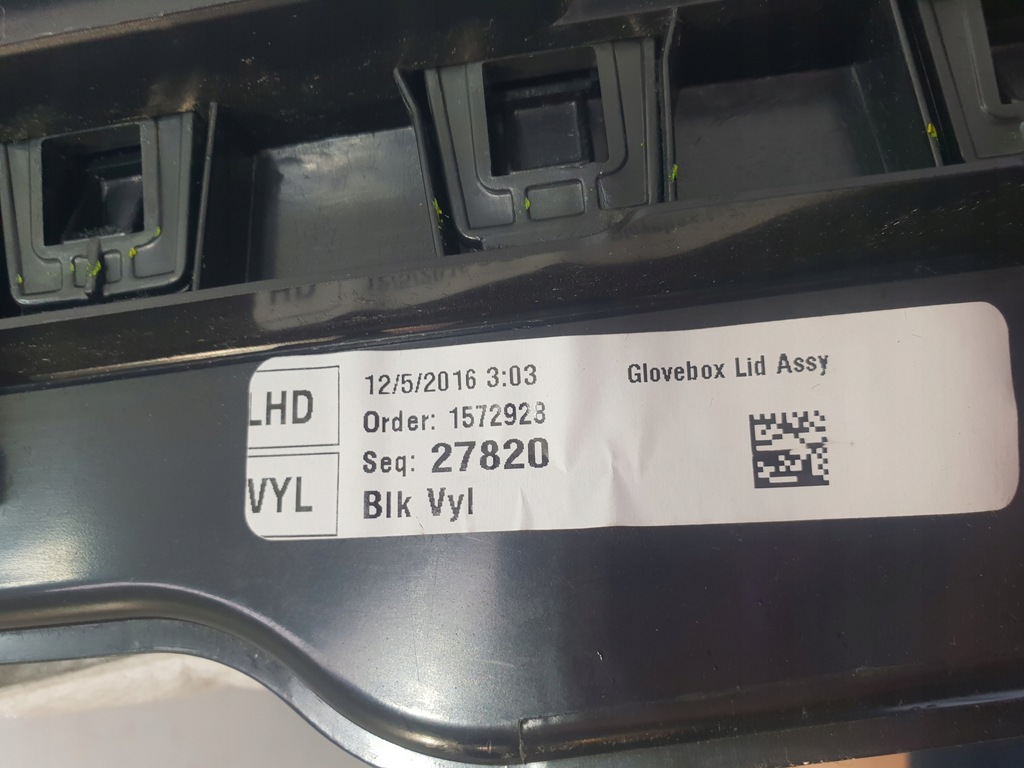 LHD
VYL
12/5/2016 3:03
Order: 1572928
Seq: 27820
Blk Vyl
Glovebox Lid Assy